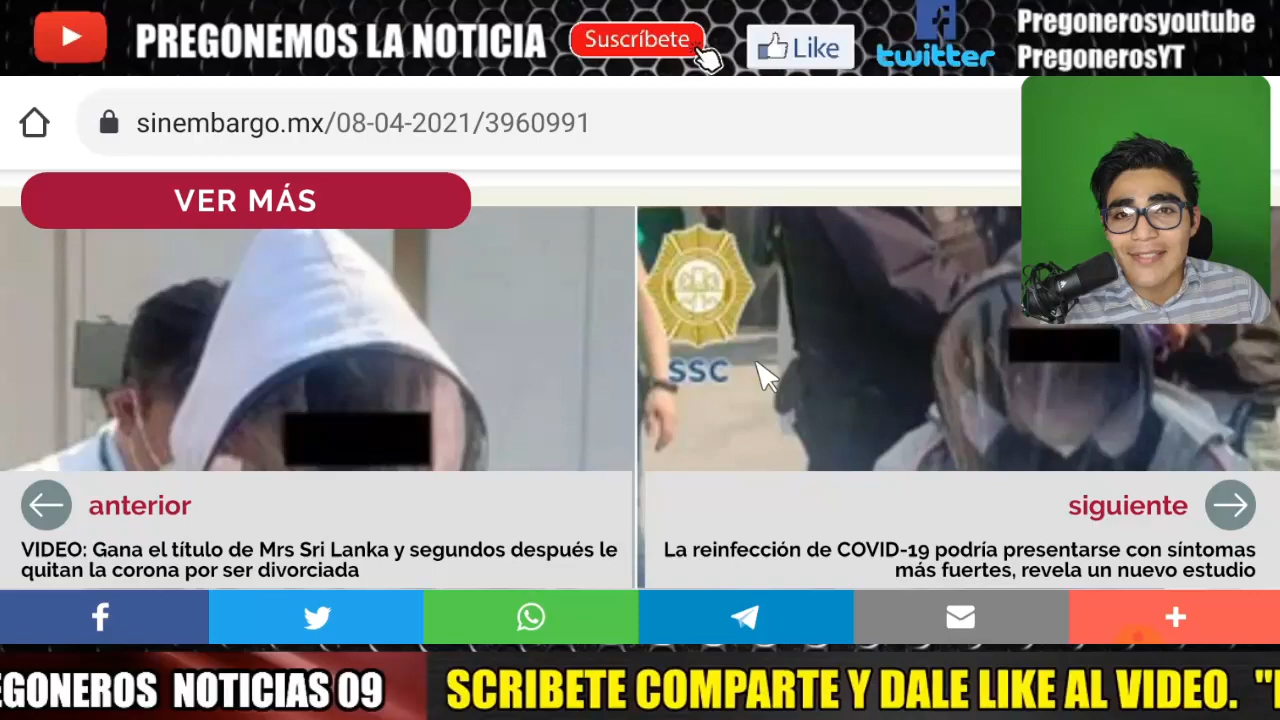 PREGONEMOS LA NOTICIA
Suscríbete
Like
twitter
Pregonerosyoutube
PregonerosYT
sinembargo.mx/08-04-2021/3960991
VER MÁS
SSC
anterior
siguiente
VIDEO: Gana el título de Mrs Sri Lanka y segundos después le
quitan la corona por ser divorciada
La reinfección de COVID-19 podría presentarse con síntomas
más fuertes, revela un nuevo estudio
EGONEROS NOTICIAS 09
SCRIBETE COMPARTE Y DALE LIKE AL VIDEO. "